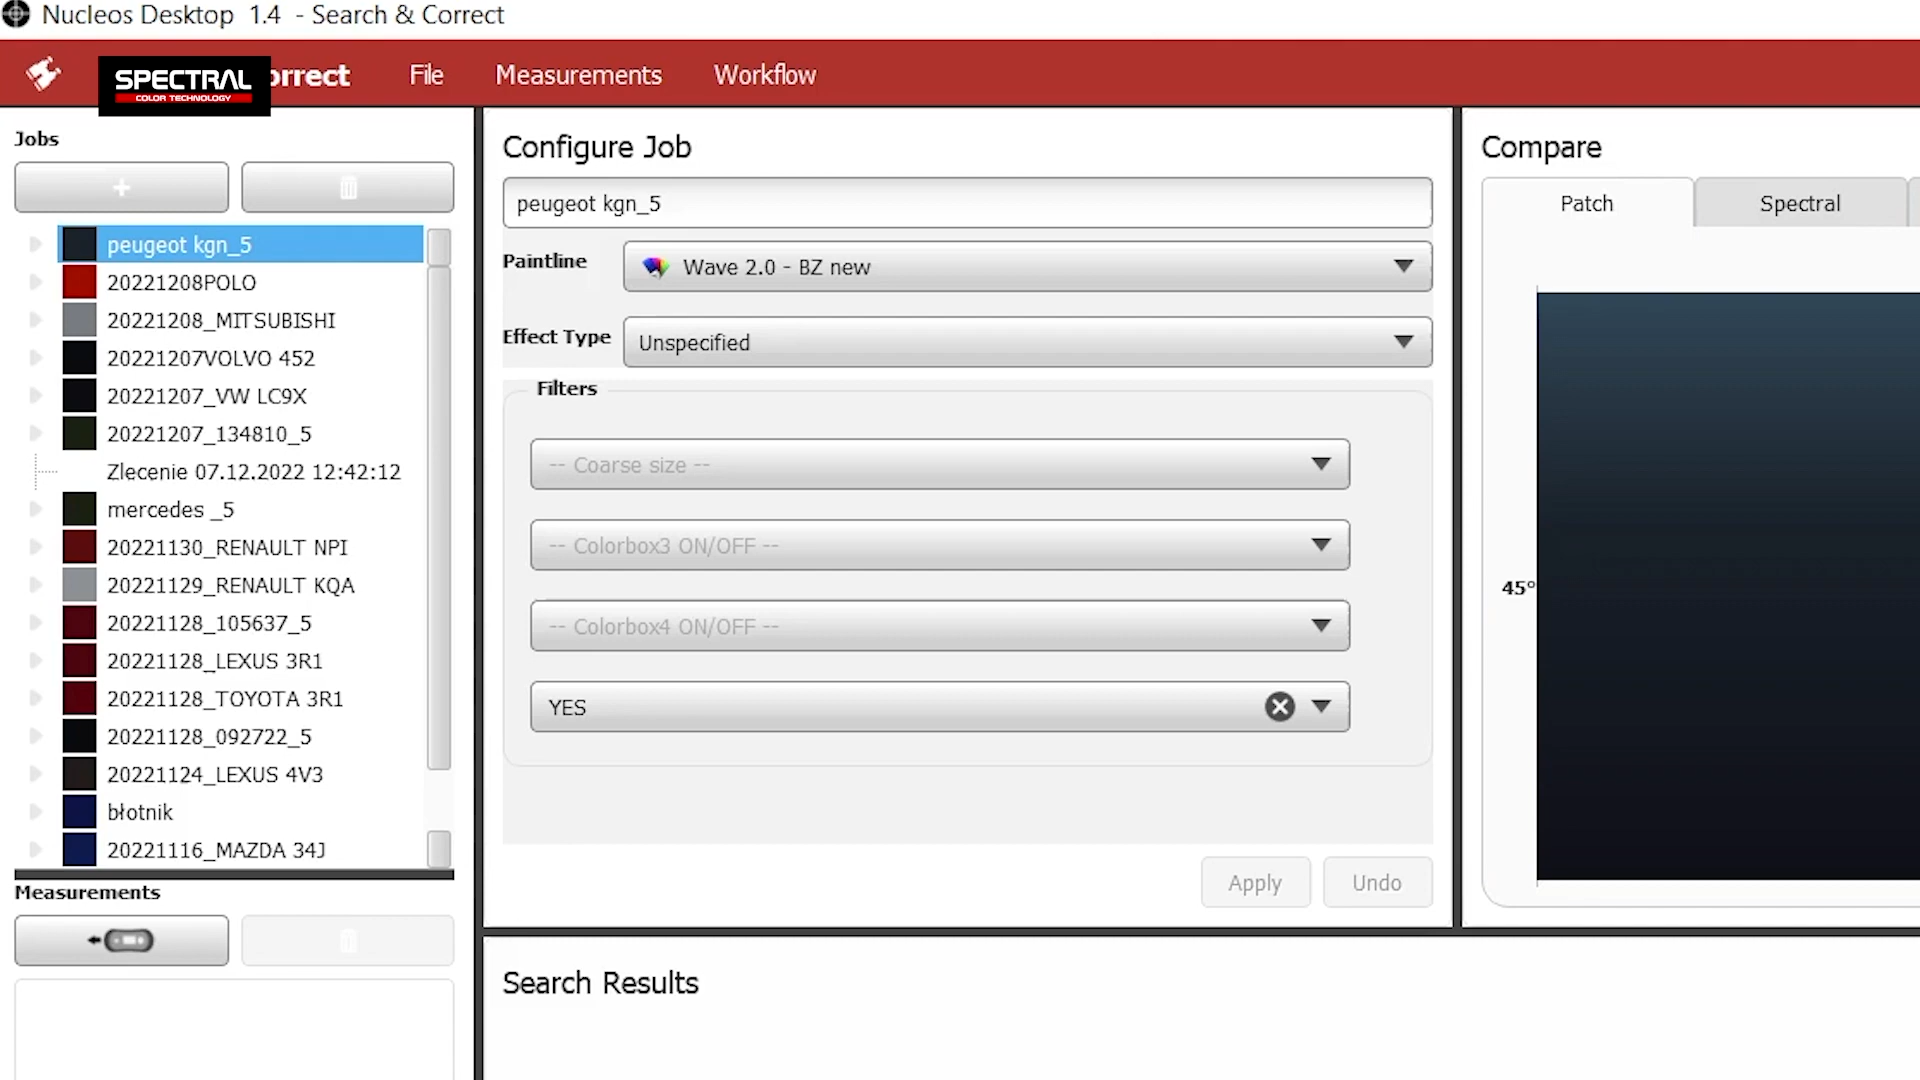 Nucleos Desktop 1.4 - Search & Correct
SPECTRAL
COLOR TECHNOLOGY
orrect
File
Measurements
Workflow
Jobs
peugeot kgn_5
20221208POLO
20221208_MITSUBISHI
20221207VOLVO 452
20221207_VW LC9X
20221207_134810_5
Zlecenie 07.12.2022 12:42:12
mercedes _5
20221130_RENAULT NPI
20221129_RENAULT KQA
20221128_105637_5
20221128_LEXUS 3R1
20221128_TOYOTA 3R1
20221128_092722_5
20221124_LEXUS 4V3
błotnik
20221116_MAZDA 34J
Measurements
Configure Job
peugeot kgn_5
Paintline
Wave 2.0 - BZ new
Effect Type
Unspecified
Filters
-- Coarse size --
-- Colorbox3 ON/OFF --
-- Colorbox4 ON/OFF --
YES
Apply
Undo
Search Results
Compare
Patch
Spectral
45°